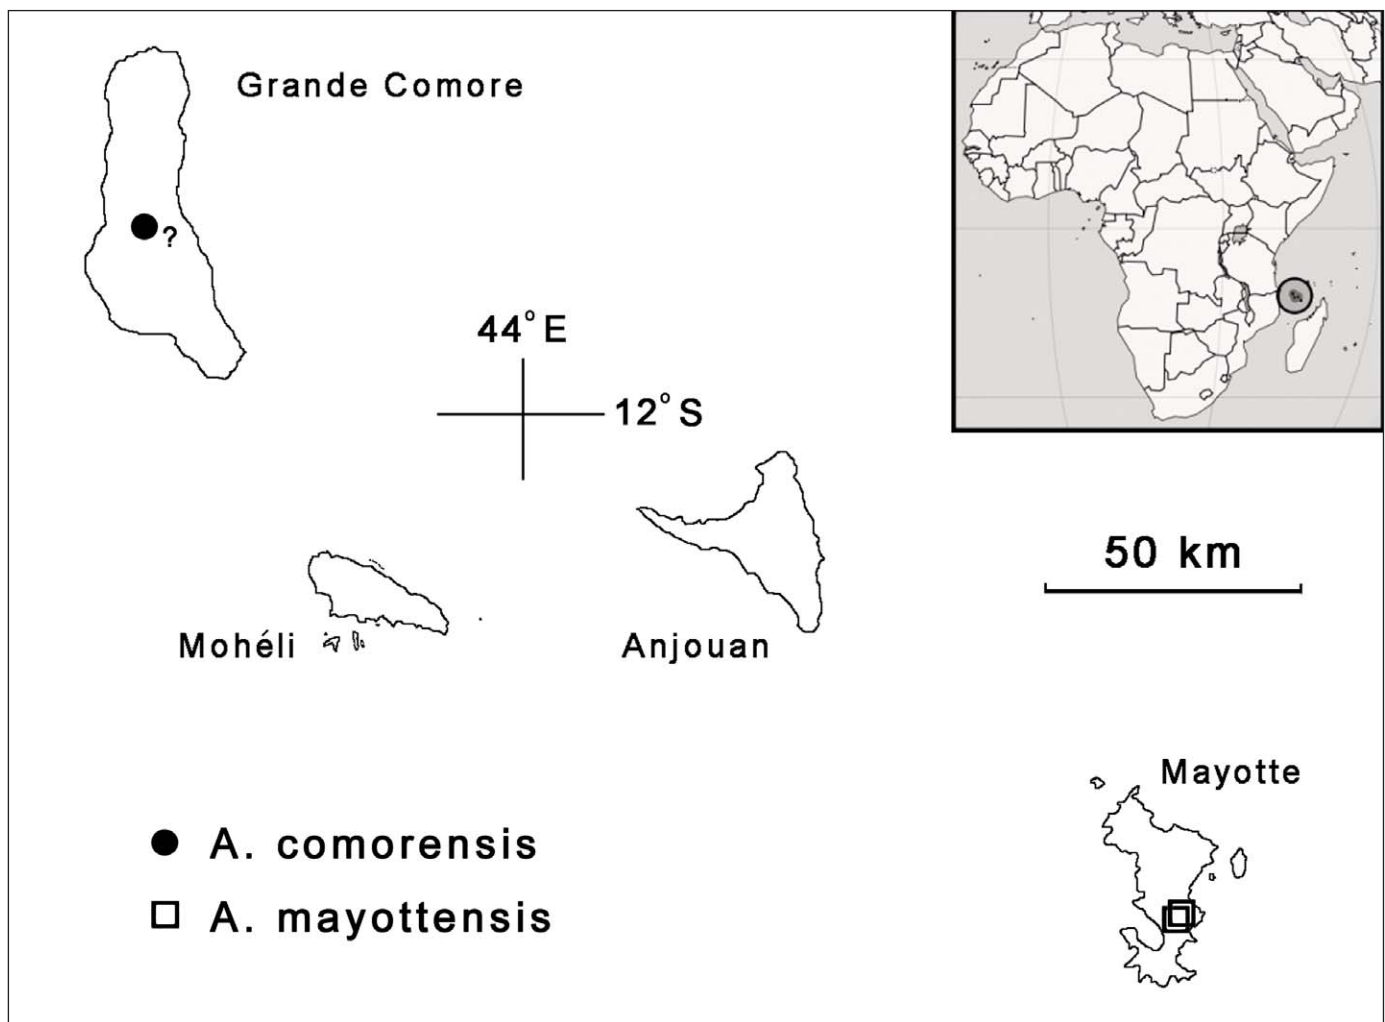 Grande Comore
?
44° E
12° S
50 km
Mohéli
Anjouan
Mayotte
A. comorensis
A. mayottensis